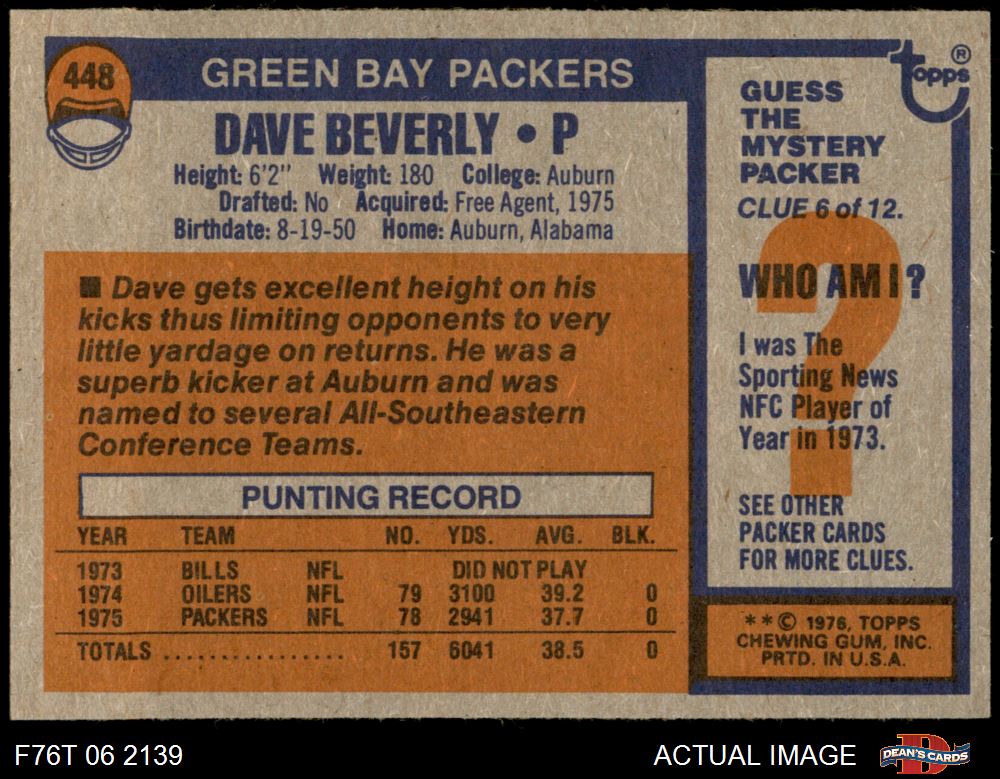 448
GREEN BAY PACKERS
DAVE BEVERLY • P
Height: 6'2" Weight: 180 College: Auburn
Drafted: No Acquired: Free Agent, 1975
Birthdate: 8-19-50 Home: Auburn, Alabama
■ Dave gets excellent height on his
kicks thus limiting opponents to very
little yardage on returns. He was a
superb kicker at Auburn and was
named to several All-Southeastern
Conference Teams.
PUNTING RECORD
YEAR TEAM NO. YDS. AVG. BLK.
1973 BILLS NFL DID NOT PLAY
1974 OILERS NFL 79 3100 39.2 0
1975 PACKERS NFL 78 2941 37.7 0
TOTALS ................ 157 6041 38.5 0
Topps ®
GUESS
THE
MYSTERY
PACKER
CLUE 6 of 12.
?
WHO AM I?
I was The
Sporting News
NFC Player of
Year in 1973.
SEE OTHER
PACKER CARDS
FOR MORE CLUES.
**© 1976, TOPPS
CHEWING GUM, INC.
PRTD. IN U.S.A.
F76T 06 2139
ACTUAL IMAGE
D
DEAN'S CARDS